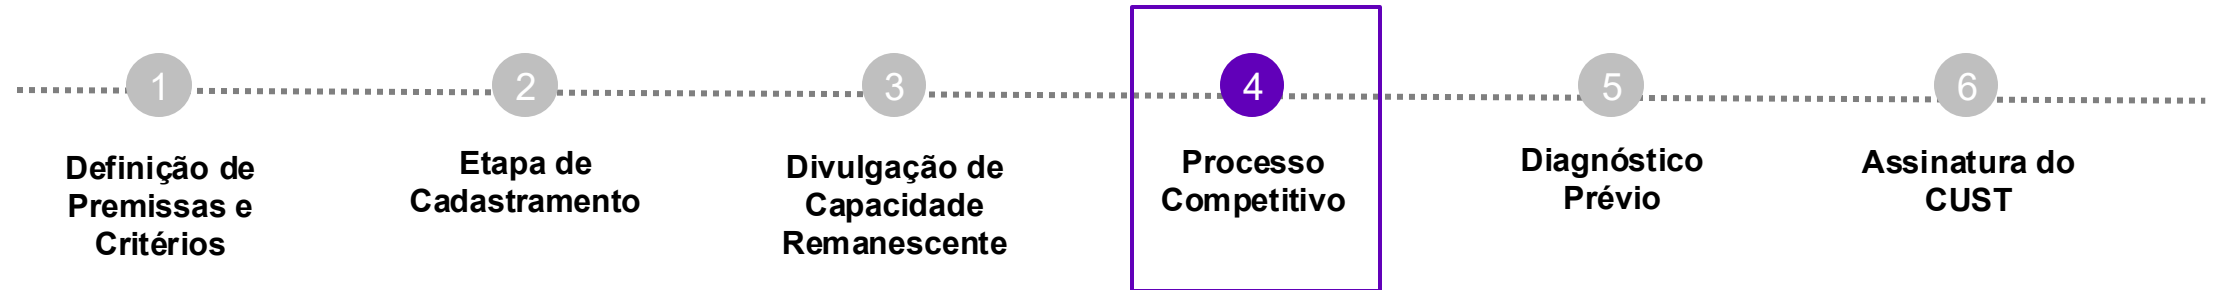 1
Definição de
Premissas e
Critérios
2
Etapa de
Cadastramento
3
Divulgação de
Capacidade
Remanescente
4
Processo
Competitivo
5
Diagnóstico
Prévio
6
Assinatura do
CUST